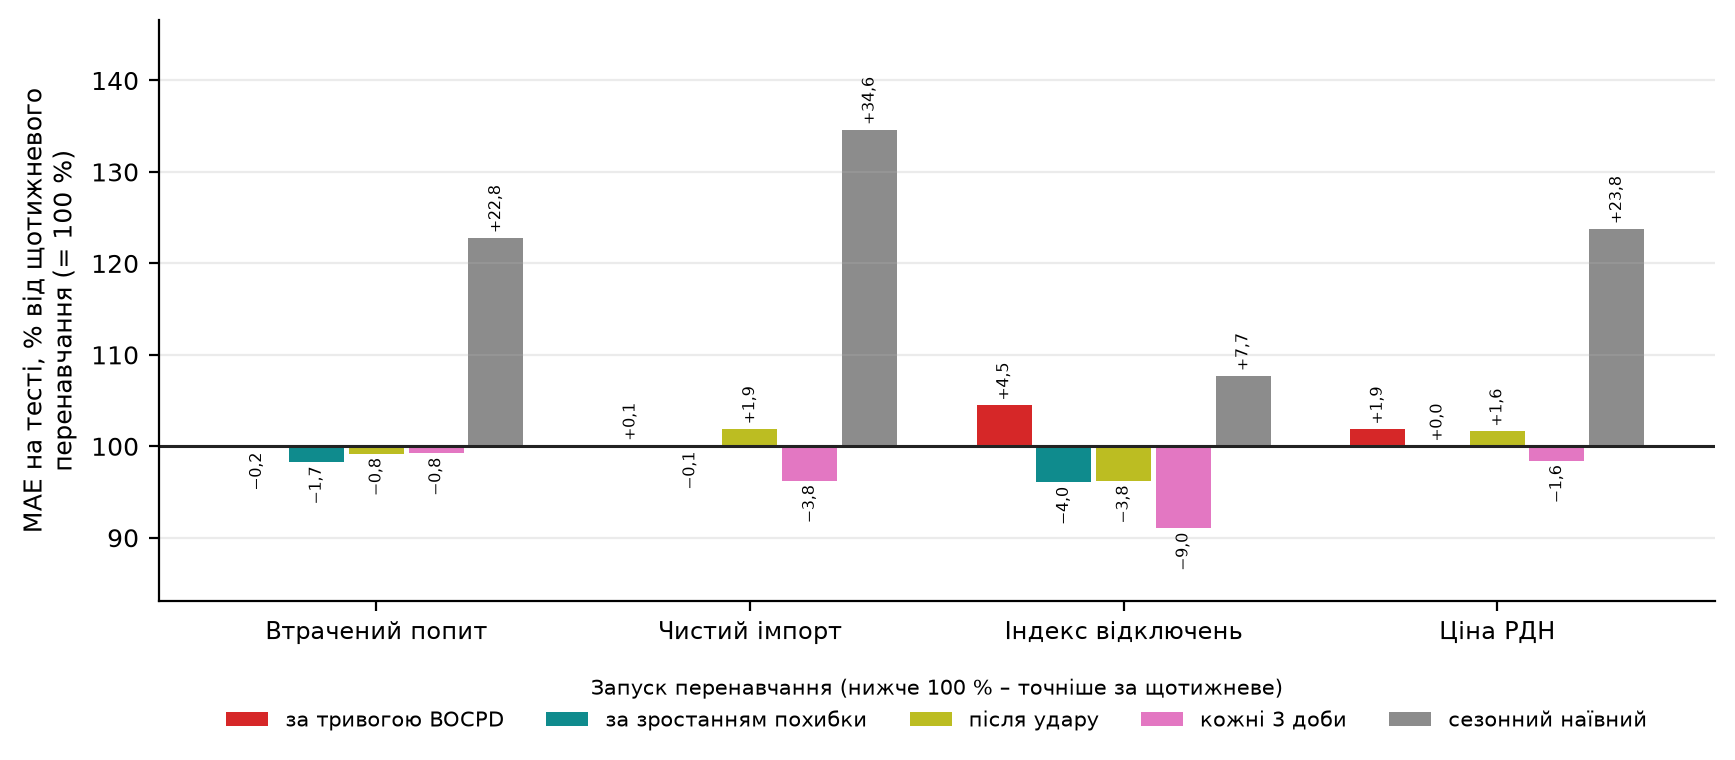 МАЕ на тесті, % від щотижневого
перенавчання (= 100 %)
140
130
120
110
100
90
−0,2
−1,7
−0,8
−0,8
+22,8
+0,1
−0,1
+1,9
−3,8
+34,6
+4,5
−4,0
−3,8
−9,0
+7,7
+1,9
+0,0
+1,6
−1,6
+23,8
Втрачений попит
Чистий імпорт
Індекс відключень
Ціна РДН
Запуск перенавчання (нижче 100 % – точніше за щотижневе)
за тривогою BOCPD
за зростанням похибки
після удару
кожні 3 доби
сезонний наївний